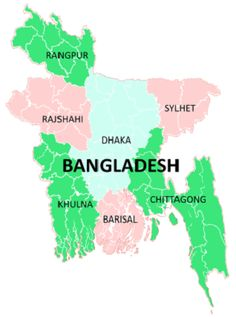 RANGPUR
SYLHET
RAJSHAHI
DHAKA
BANGLADESH
KHULNA
CHITTAGONG
BARISAL